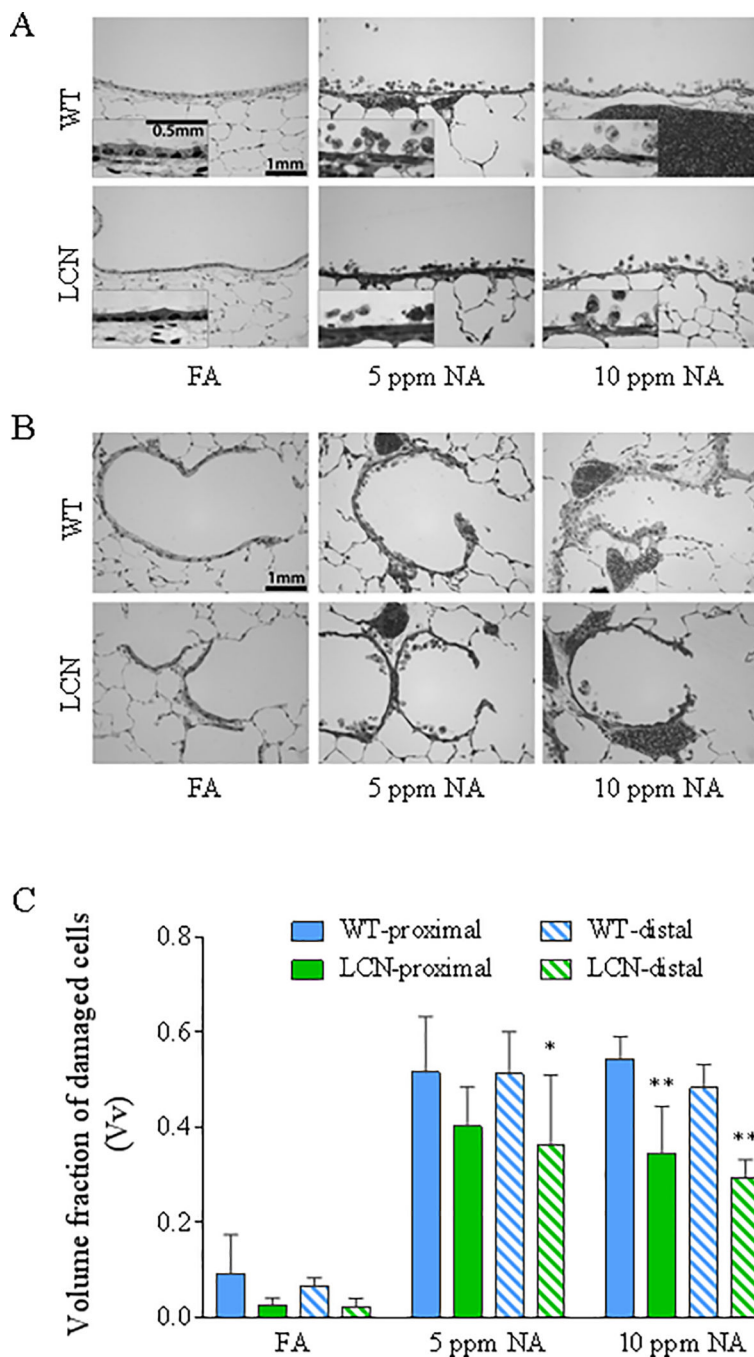 A
WT
0.5mm
1mm
LCN
FA
5 ppm NA
10 ppm NA
B
WT
1mm
LCN
FA
5 ppm NA
10 ppm NA
C
Volume fraction of damaged cells
(Vv)
WT-proximal
WT-distal
LCN-proximal
LCN-distal
0.8
0.6
0.4
0.2
0.0
*
**
**
FA
5 ppm NA
10 ppm NA